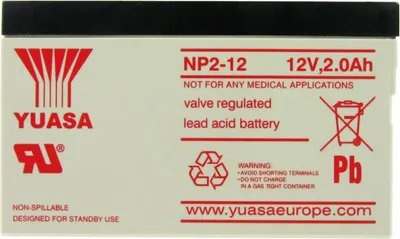 YUASA
NP2-12 12V,2.0Ah
NOT FOR ANY MEDICAL APPLICATIONS
valve regulated
lead acid battery
WARNING:
•AVOID SHORTING TERMINALS
•DO NOT CHARGE
IN A GAS TIGHT CONTAINER
Pb
NON-SPILLABLE
DESIGNED FOR STANDBY USE
www.yuasaeurope.com